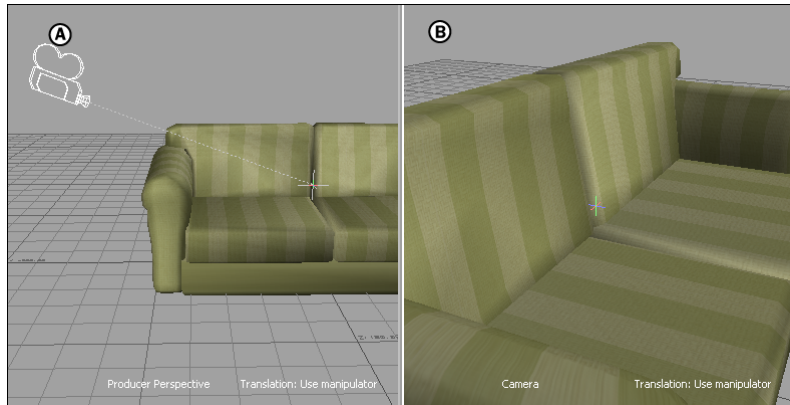 A
B
Producer Perspective Translation: Use manipulator
Camera Translation: Use manipulator